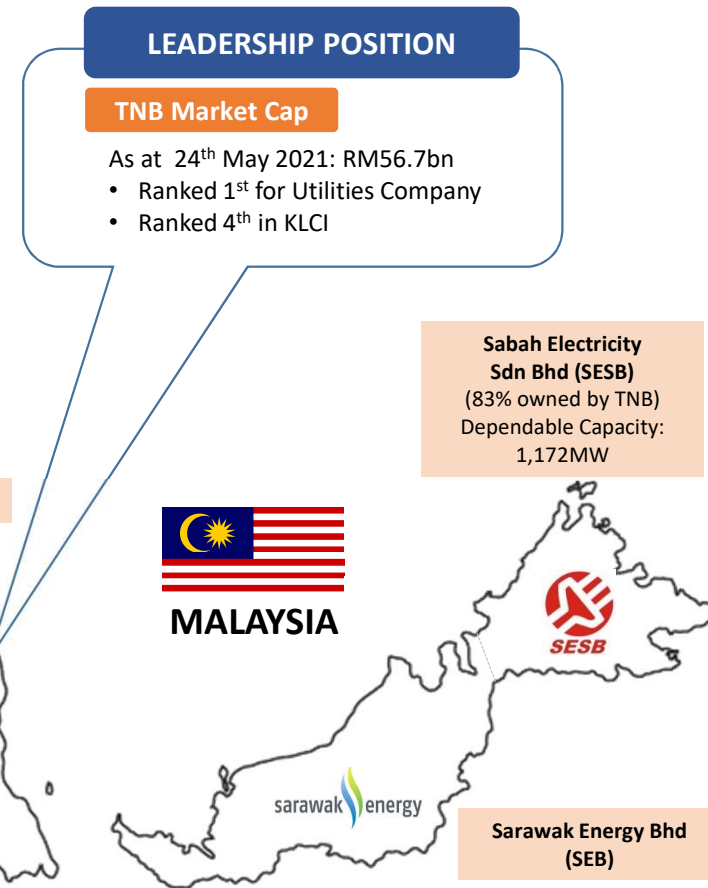 LEADERSHIP POSITION
TNB Market Cap
As at 24th May 2021: RM56.7bn
• Ranked 1st for Utilities Company
• Ranked 4th in KLCI
Sabah Electricity
Sdn Bhd (SESB)
(83% owned by TNB)
Dependable Capacity:
1,172MW
MALAYSIA
SESB
sarawak energy
Sarawak Energy Bhd
(SEB)